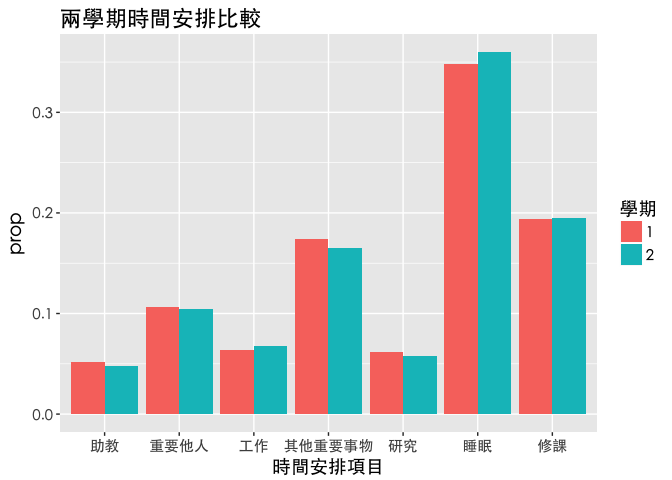 兩學期時間安排比較
prop
0.3
0.2
0.1
0.0
助教 重要他人 工作 其他重要事物 研究 睡眠 修課
時間安排項目
學期
1
2